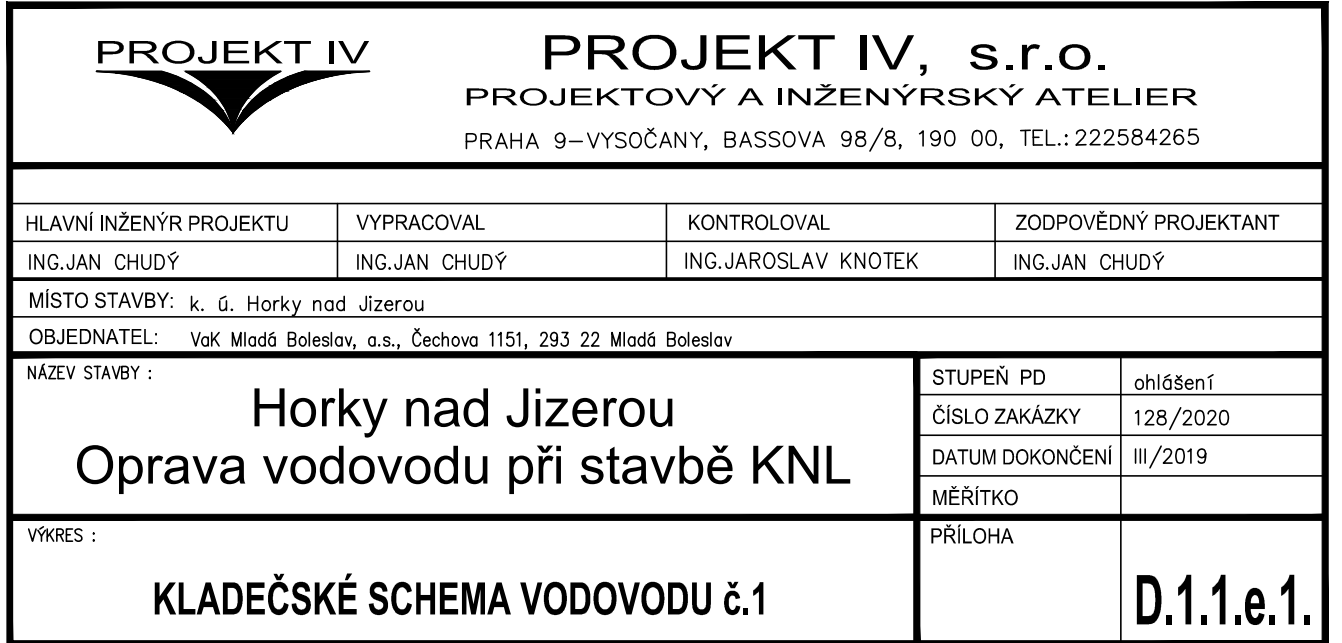 PROJEKT IV
PROJEKT IV, s.r.o.
PROJEKTOVÝ A INŽENÝRSKÝ ATELIER
PRAHA 9-VYSOČANY, BASSOVA 98/8, 190 00, TEL.: 222584265
HLAVNÍ INŽENÝR PROJEKTU VYPRACOVAL KONTROLOVAL ZODPOVĚDNÝ PROJEKTANT
ING.JAN CHUDÝ ING.JAN CHUDÝ ING.JAROSLAV KNOTEK ING.JAN CHUDÝ
MÍSTO STAVBY: k. ú. Horky nad Jizerou
OBJEDNATEL: VaK Mladá Boleslav, a.s., Čechova 1151, 293 22 Mladá Boleslav
NÁZEV STAVBY :
Horky nad Jizerou
Oprava vodovodu při stavbě KNL
STUPEŇ PD ohlášení
ČÍSLO ZAKÁZKY 128/2020
DATUM DOKONČENÍ III/2019
MĚŘÍTKO
VÝKRES :
KLADEČSKÉ SCHEMA VODOVODU č.1
PŘÍLOHA
D.1.1.e.1.